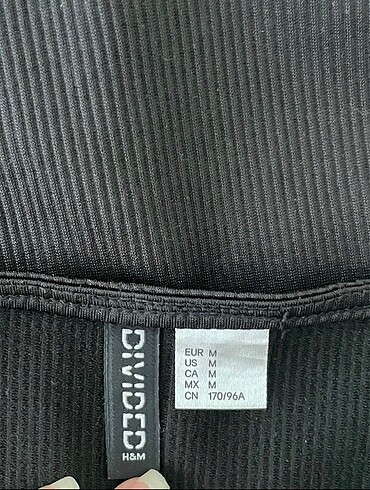 DIVIDED
H&M
EUR M
US M
CA M
MX M
CN 170/96A